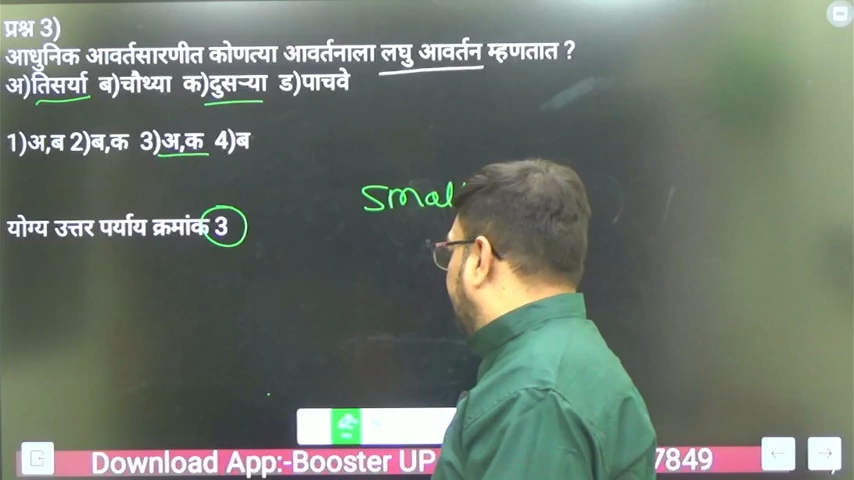 प्रश्न 3)
आधुनिक आवर्तसारणीत कोणत्या आवर्तनाला लघु आवर्तन म्हणतात ?
अ)तिसर्या ब)चौथ्या क)दुसऱ्या ड)पाचवे
1)अ,ब 2)ब,क 3)अ,क 4)ब
small
योग्य उत्तर पर्याय क्रमांक 3
Download App:-Booster UP 7849